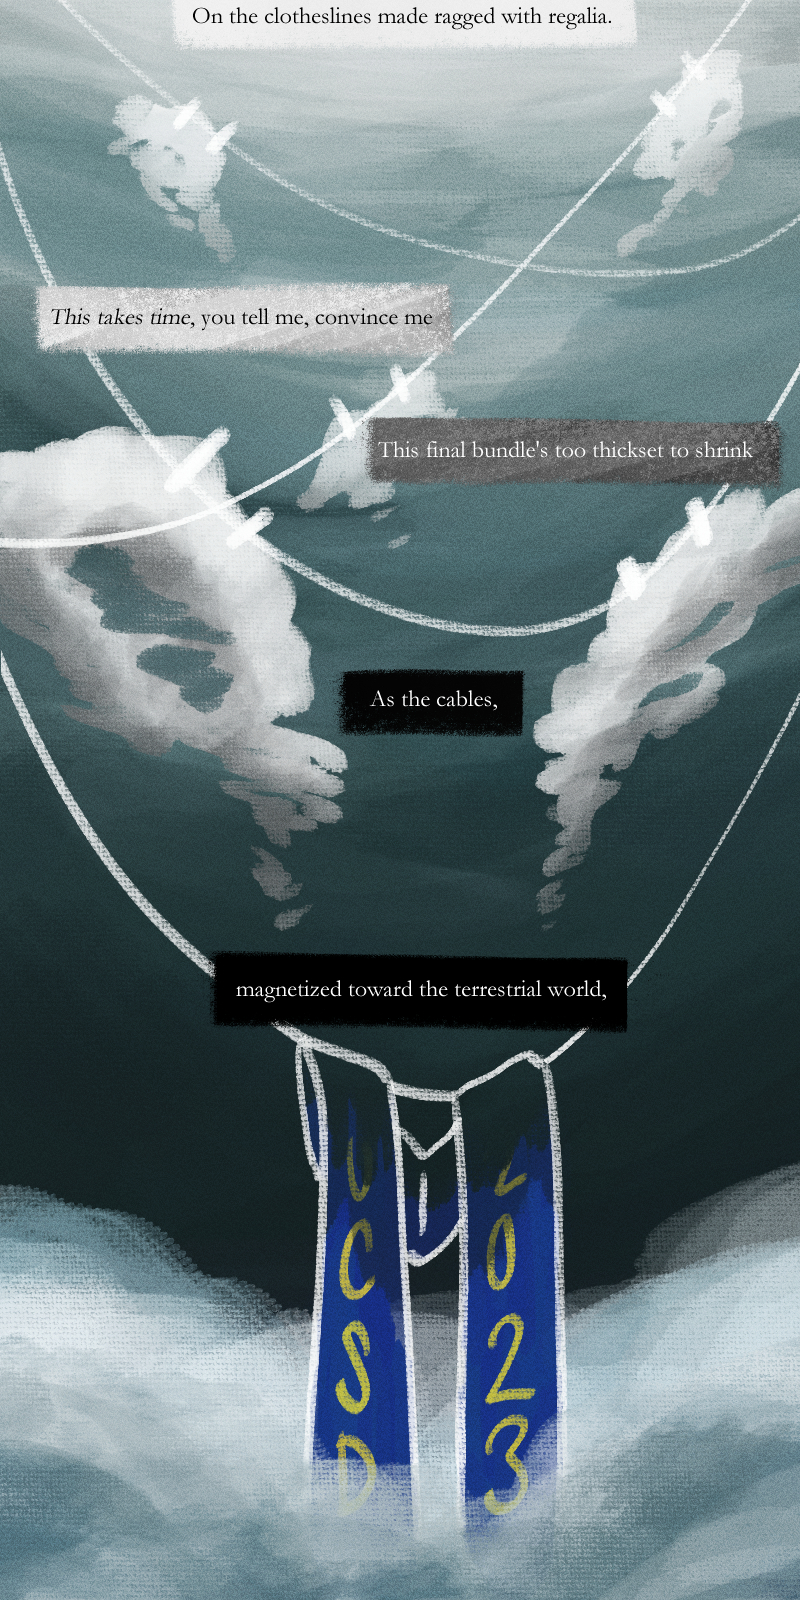 On the clotheslines made ragged with regalia.
This takes time, you tell me, convince me
This final bundle's too thickset to shrink
As the cables,
magnetized toward the terrestrial world,
UCSD
2023